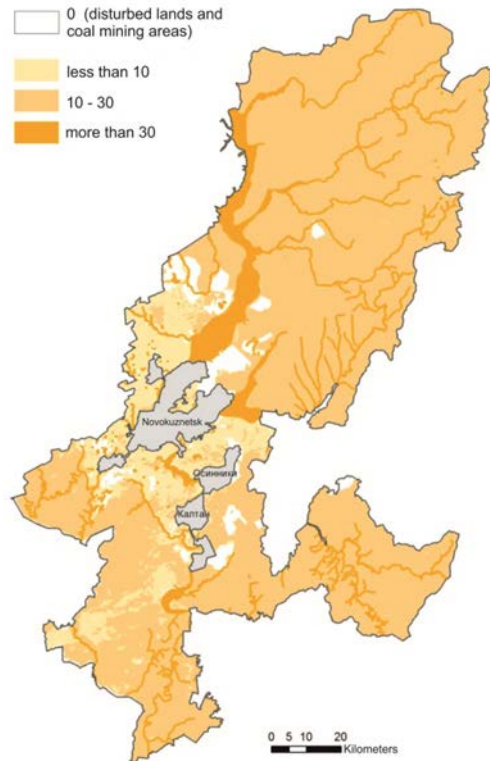 0 (disturbed lands and
coal mining areas)
less than 10
10 - 30
more than 30
Novokuznetsk
Осинники
Калтан
0 5 10 20
Kilometers